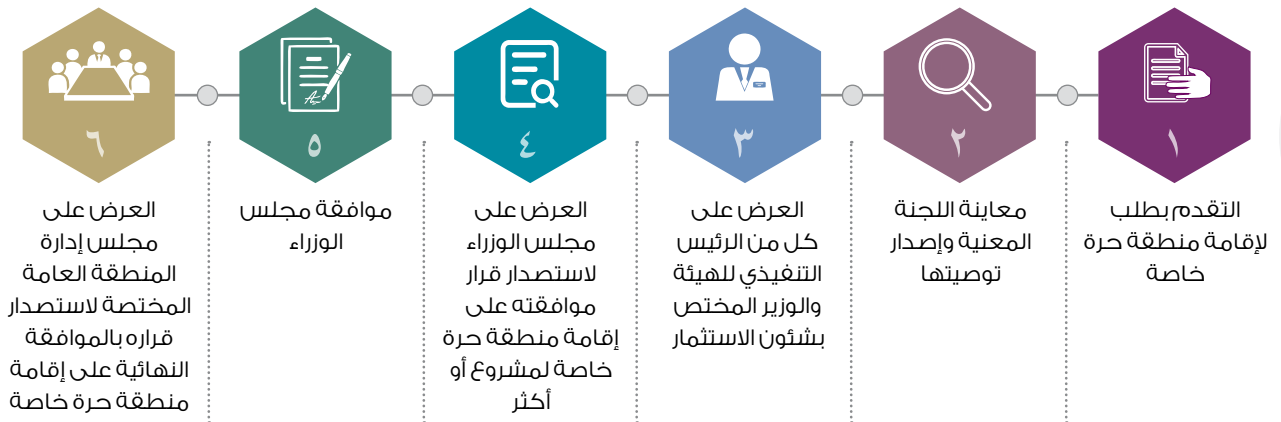 ١
التقدم بطلب
لإقامة منطقة حرة
خاصة
٢
معاينة اللجنة
المعنية وإصدار
توصيتها
٣
العرض على
كل من الرئيس
التنفيذي للهيئة
والوزير المختص
بشئون الاستثمار
٤
العرض على
مجلس الوزراء
لاستصدار قرار
موافقته على
إقامة منطقة حرة
خاصة لمشروع أو
أكثر
٥
موافقة مجلس
الوزراء
٦
العرض على
مجلس إدارة
المنطقة العامة
المختصة لاستصدار
قراره بالموافقة
النهائية على إقامة
منطقة حرة خاصة